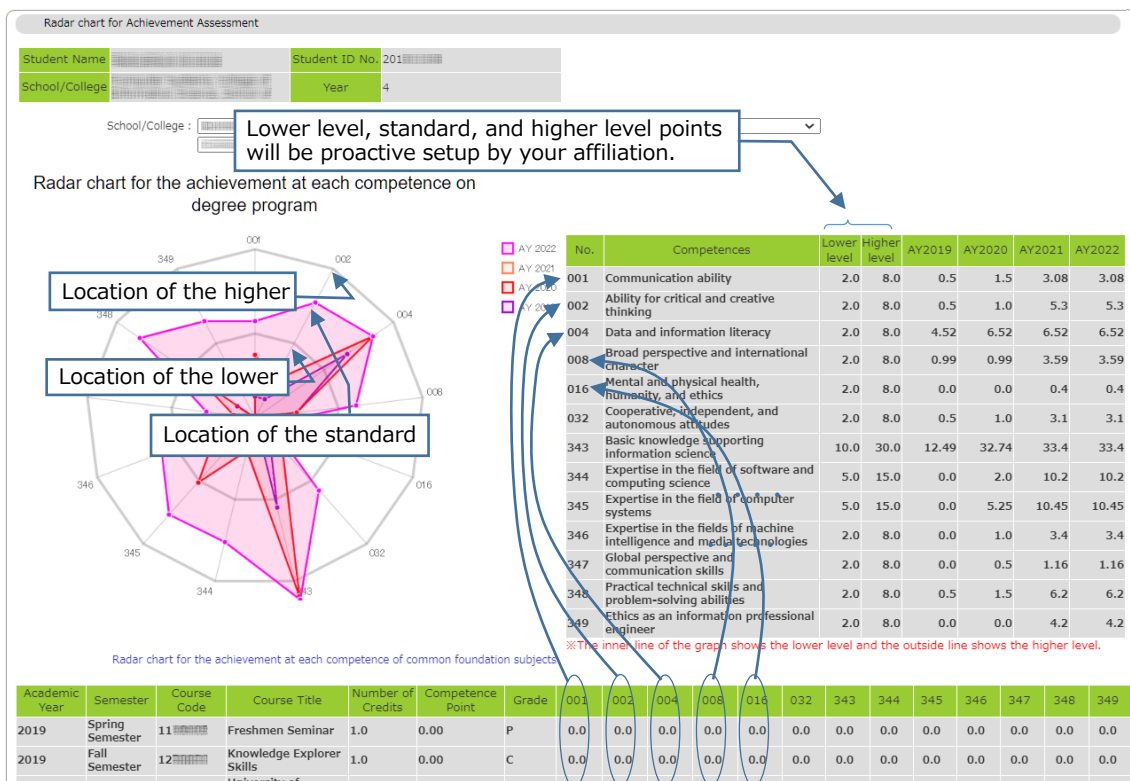 Radar chart for Achievement Assessment
Student Name
Student ID No. 201
School/College
Year 4
School/College :
Lower level, standard, and higher level points
will be proactive setup by your affiliation.
Radar chart for the achievement at each competence on
degree program
001
002
004
008
016
032
343
344
345
346
348
349
Location of the higher
Location of the lower
Location of the standard
AY 2022
AY 2021
AY 2020
No. Competences Lower level Higher level AY2019 AY2020 AY2021 AY2022
001 Communication ability 2.0 8.0 0.5 1.5 3.08 3.08
002 Ability for critical and creative thinking 2.0 8.0 0.5 1.0 5.3 5.3
004 Data and information literacy 2.0 8.0 4.52 6.52 6.52 6.52
008 Broad perspective and international character 2.0 8.0 0.99 0.99 3.59 3.59
016 Mental and physical health, humanity, and ethics 2.0 8.0 0.0 0.0 0.4 0.4
032 Cooperative, independent, and autonomous attitudes 2.0 8.0 0.5 1.0 3.1 3.1
343 Basic knowledge supporting information science 10.0 30.0 12.49 32.74 33.4 33.4
344 Expertise in the field of software and computing science 5.0 15.0 0.0 2.0 10.2 10.2
345 Expertise in the field of computer systems 5.0 15.0 0.0 5.25 10.45 10.45
346 Expertise in the fields of machine intelligence and media technologies 2.0 8.0 0.0 1.0 3.4 3.4
347 Global perspective and communication skills 2.0 8.0 0.0 0.5 1.16 1.16
348 Practical technical skills and problem-solving abilities 2.0 8.0 0.5 1.5 6.2 6.2
349 Ethics as an information professional engineer 2.0 8.0 0.0 0.0 4.2 4.2
※The inner line of the graph shows the lower level and the outside line shows the higher level.
Radar chart for the achievement at each competence of common foundation subjects
Academic Year Semester Course Code Course Title Number of Credits Competence Point Grade 001 002 004 008 016 032 343 344 345 346 347 348 349
2019 Spring Semester 11 Freshmen Seminar 1.0 0.00 P 0.0 0.0 0.0 0.0 0.0 0.0 0.0 0.0 0.0 0.0 0.0 0.0 0.0
2019 Fall Semester 12 Knowledge Explorer Skills 1.0 0.00 C 0.0 0.0 0.0 0.0 0.0 0.0 0.0 0.0 0.0 0.0 0.0 0.0 0.0
University of